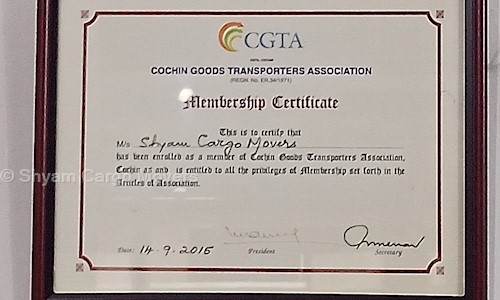 CGTA
COCHIN GOODS TRANSPORTERS ASSOCIATION
(REGN. No. ER.34/1971)
Membership Certificate
This is to certify that
M/s Shyam Cargo Movers
has been enrolled as a member of Cochin Goods Transporters Association,
Cochin as and is entitled to all the privileges of Membership set forth in the
Articles of Association.
© Shyam Cargo Movers
Date: 14-9-2015
President
Secretary